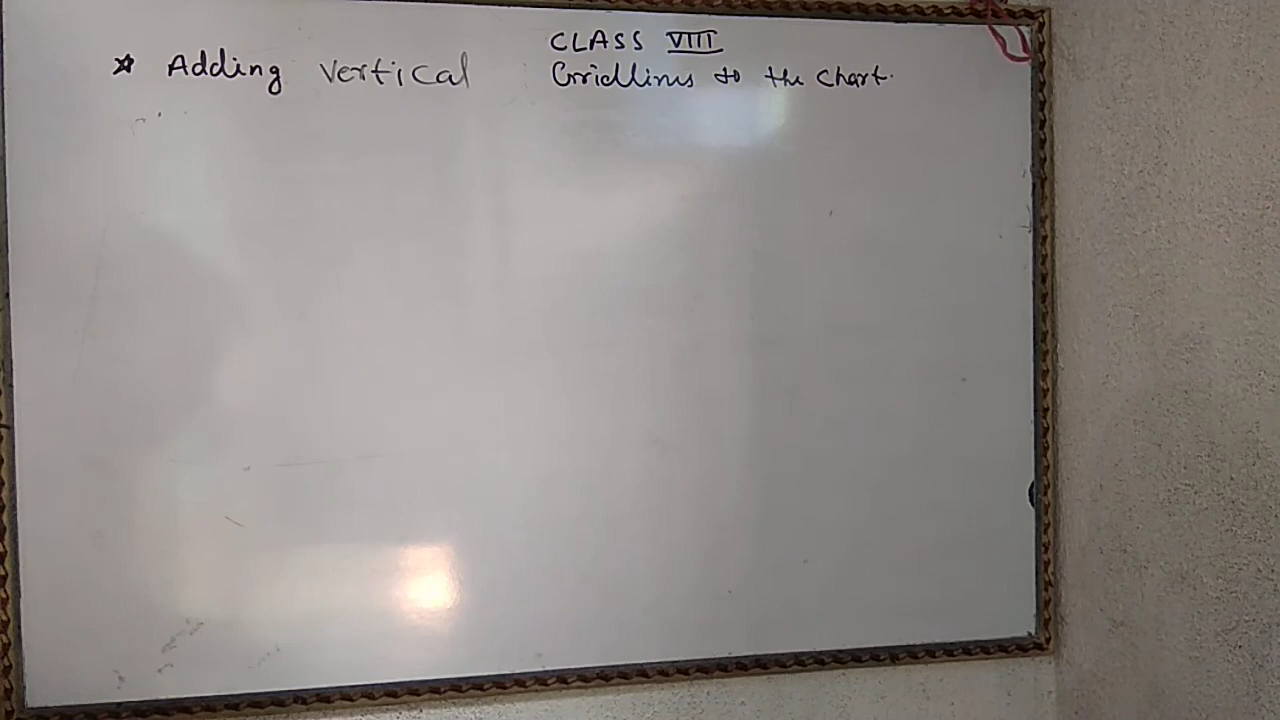 CLASS VIII
☆ Adding Vertical Gridlines to the chart.